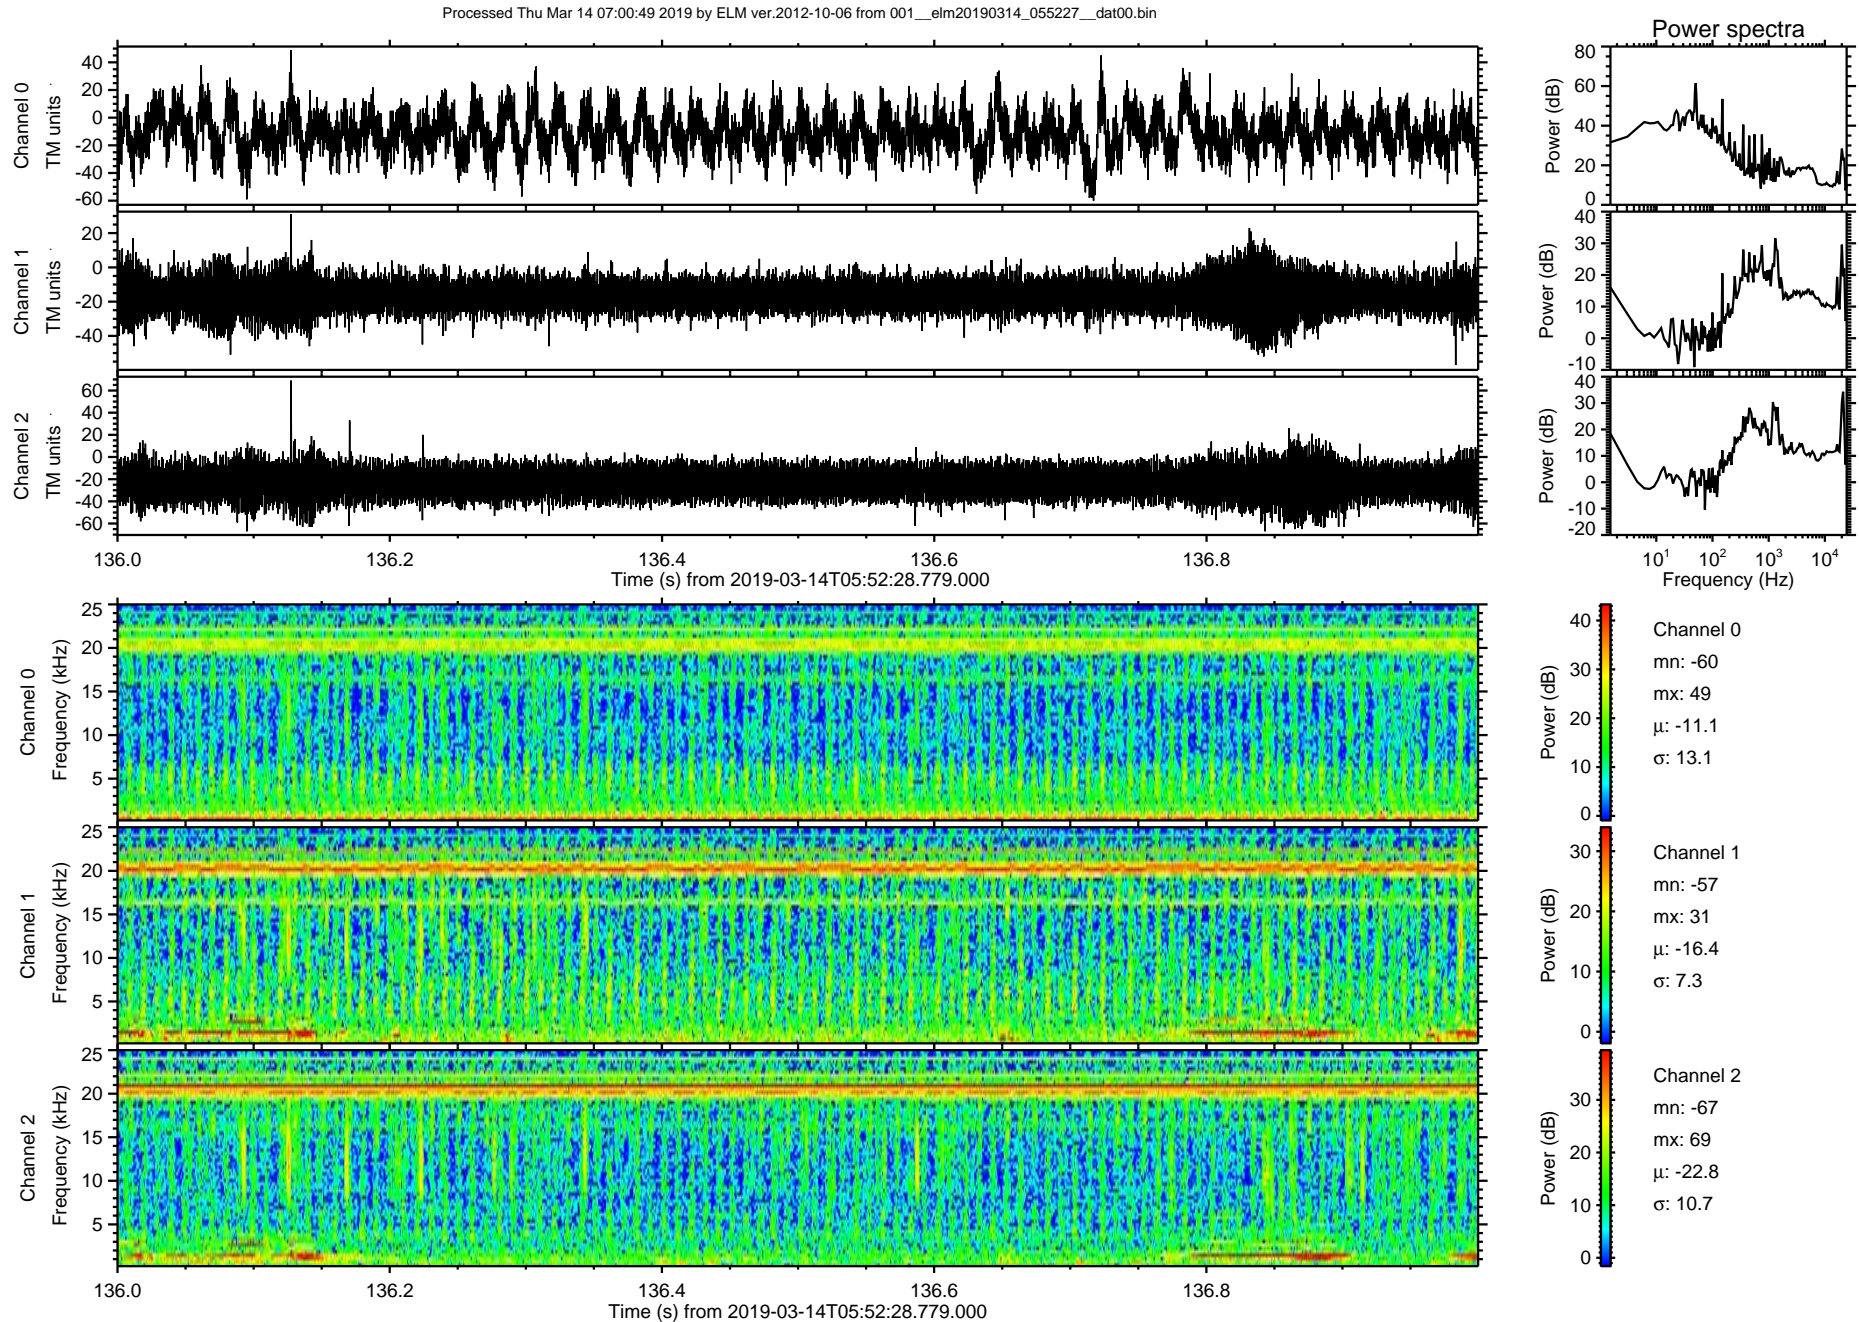 Processed Thu Mar 14 07:00:49 2019 by ELM ver.2012-10-06 from 001__elm20190314_055227__dat00.bin
Power spectra
Channel 0
TM units
40
20
0
-20
-40
-60
Power (dB)
80
60
40
20
0
Channel 1
TM units
20
0
-20
-40
Power (dB)
40
30
20
10
0
-10
Channel 2
TM units
60
40
20
0
-20
-40
-60
Power (dB)
40
30
20
10
0
-10
-20
136.0 136.2 136.4 136.6 136.8
Time (s) from 2019-03-14T05:52:28.779.000
10¹ 10² 10³ 10⁴
Frequency (Hz)
Channel 0
Frequency (kHz)
25
20
15
10
5
Power (dB)
40
30
20
10
0
Channel 0
mn: -60
mx: 49
μ: -11.1
σ: 13.1
Channel 1
Frequency (kHz)
25
20
15
10
5
Power (dB)
30
20
10
0
Channel 1
mn: -57
mx: 31
μ: -16.4
σ: 7.3
Channel 2
Frequency (kHz)
25
20
15
10
5
Power (dB)
30
20
10
0
Channel 2
mn: -67
mx: 69
μ: -22.8
σ: 10.7
136.0 136.2 136.4 136.6 136.8
Time (s) from 2019-03-14T05:52:28.779.000